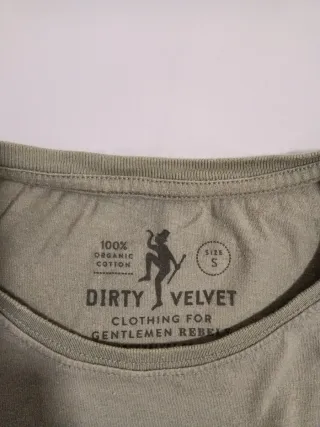 100%
ORGANIC
COTTON
SIZE
S
DIRTY VELVET
CLOTHING FOR
GENTLEMEN REBELS